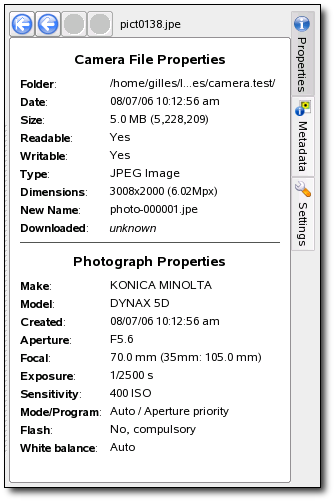 pict0138.jpe
Camera File Properties
Folder: /home/gilles/l...es/camera.test/
Date: 08/07/06 10:12:56 am
Size: 5.0 MB (5,228,209)
Readable: Yes
Writable: Yes
Type: JPEG Image
Dimensions: 3008x2000 (6.02Mpx)
New Name: photo-000001.jpe
Downloaded: unknown
Photograph Properties
Make: KONICA MINOLTA
Model: DYNAX 5D
Created: 08/07/06 10:12:56 am
Aperture: F5.6
Focal: 70.0 mm (35mm: 105.0 mm)
Exposure: 1/2500 s
Sensitivity: 400 ISO
Mode/Program: Auto / Aperture priority
Flash: No, compulsory
White balance: Auto
Properties
Metadata
Settings